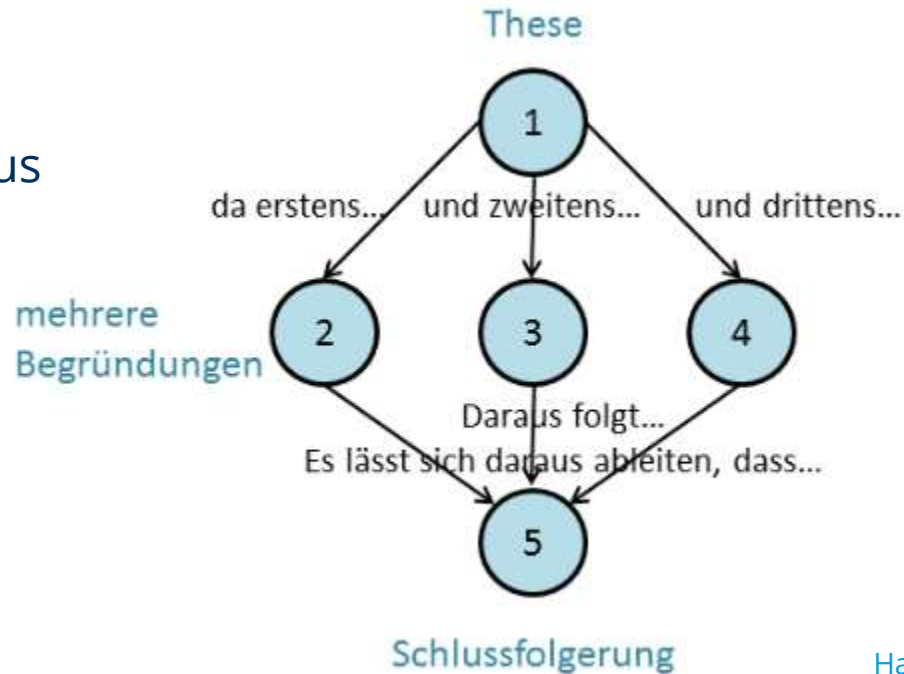 These
1
us
da erstens... und zweitens... und drittens...
mehrere
Begründungen
2 3 4
Daraus folgt...
Es lässt sich daraus ableiten, dass...
5
Schlussfolgerung
Ha